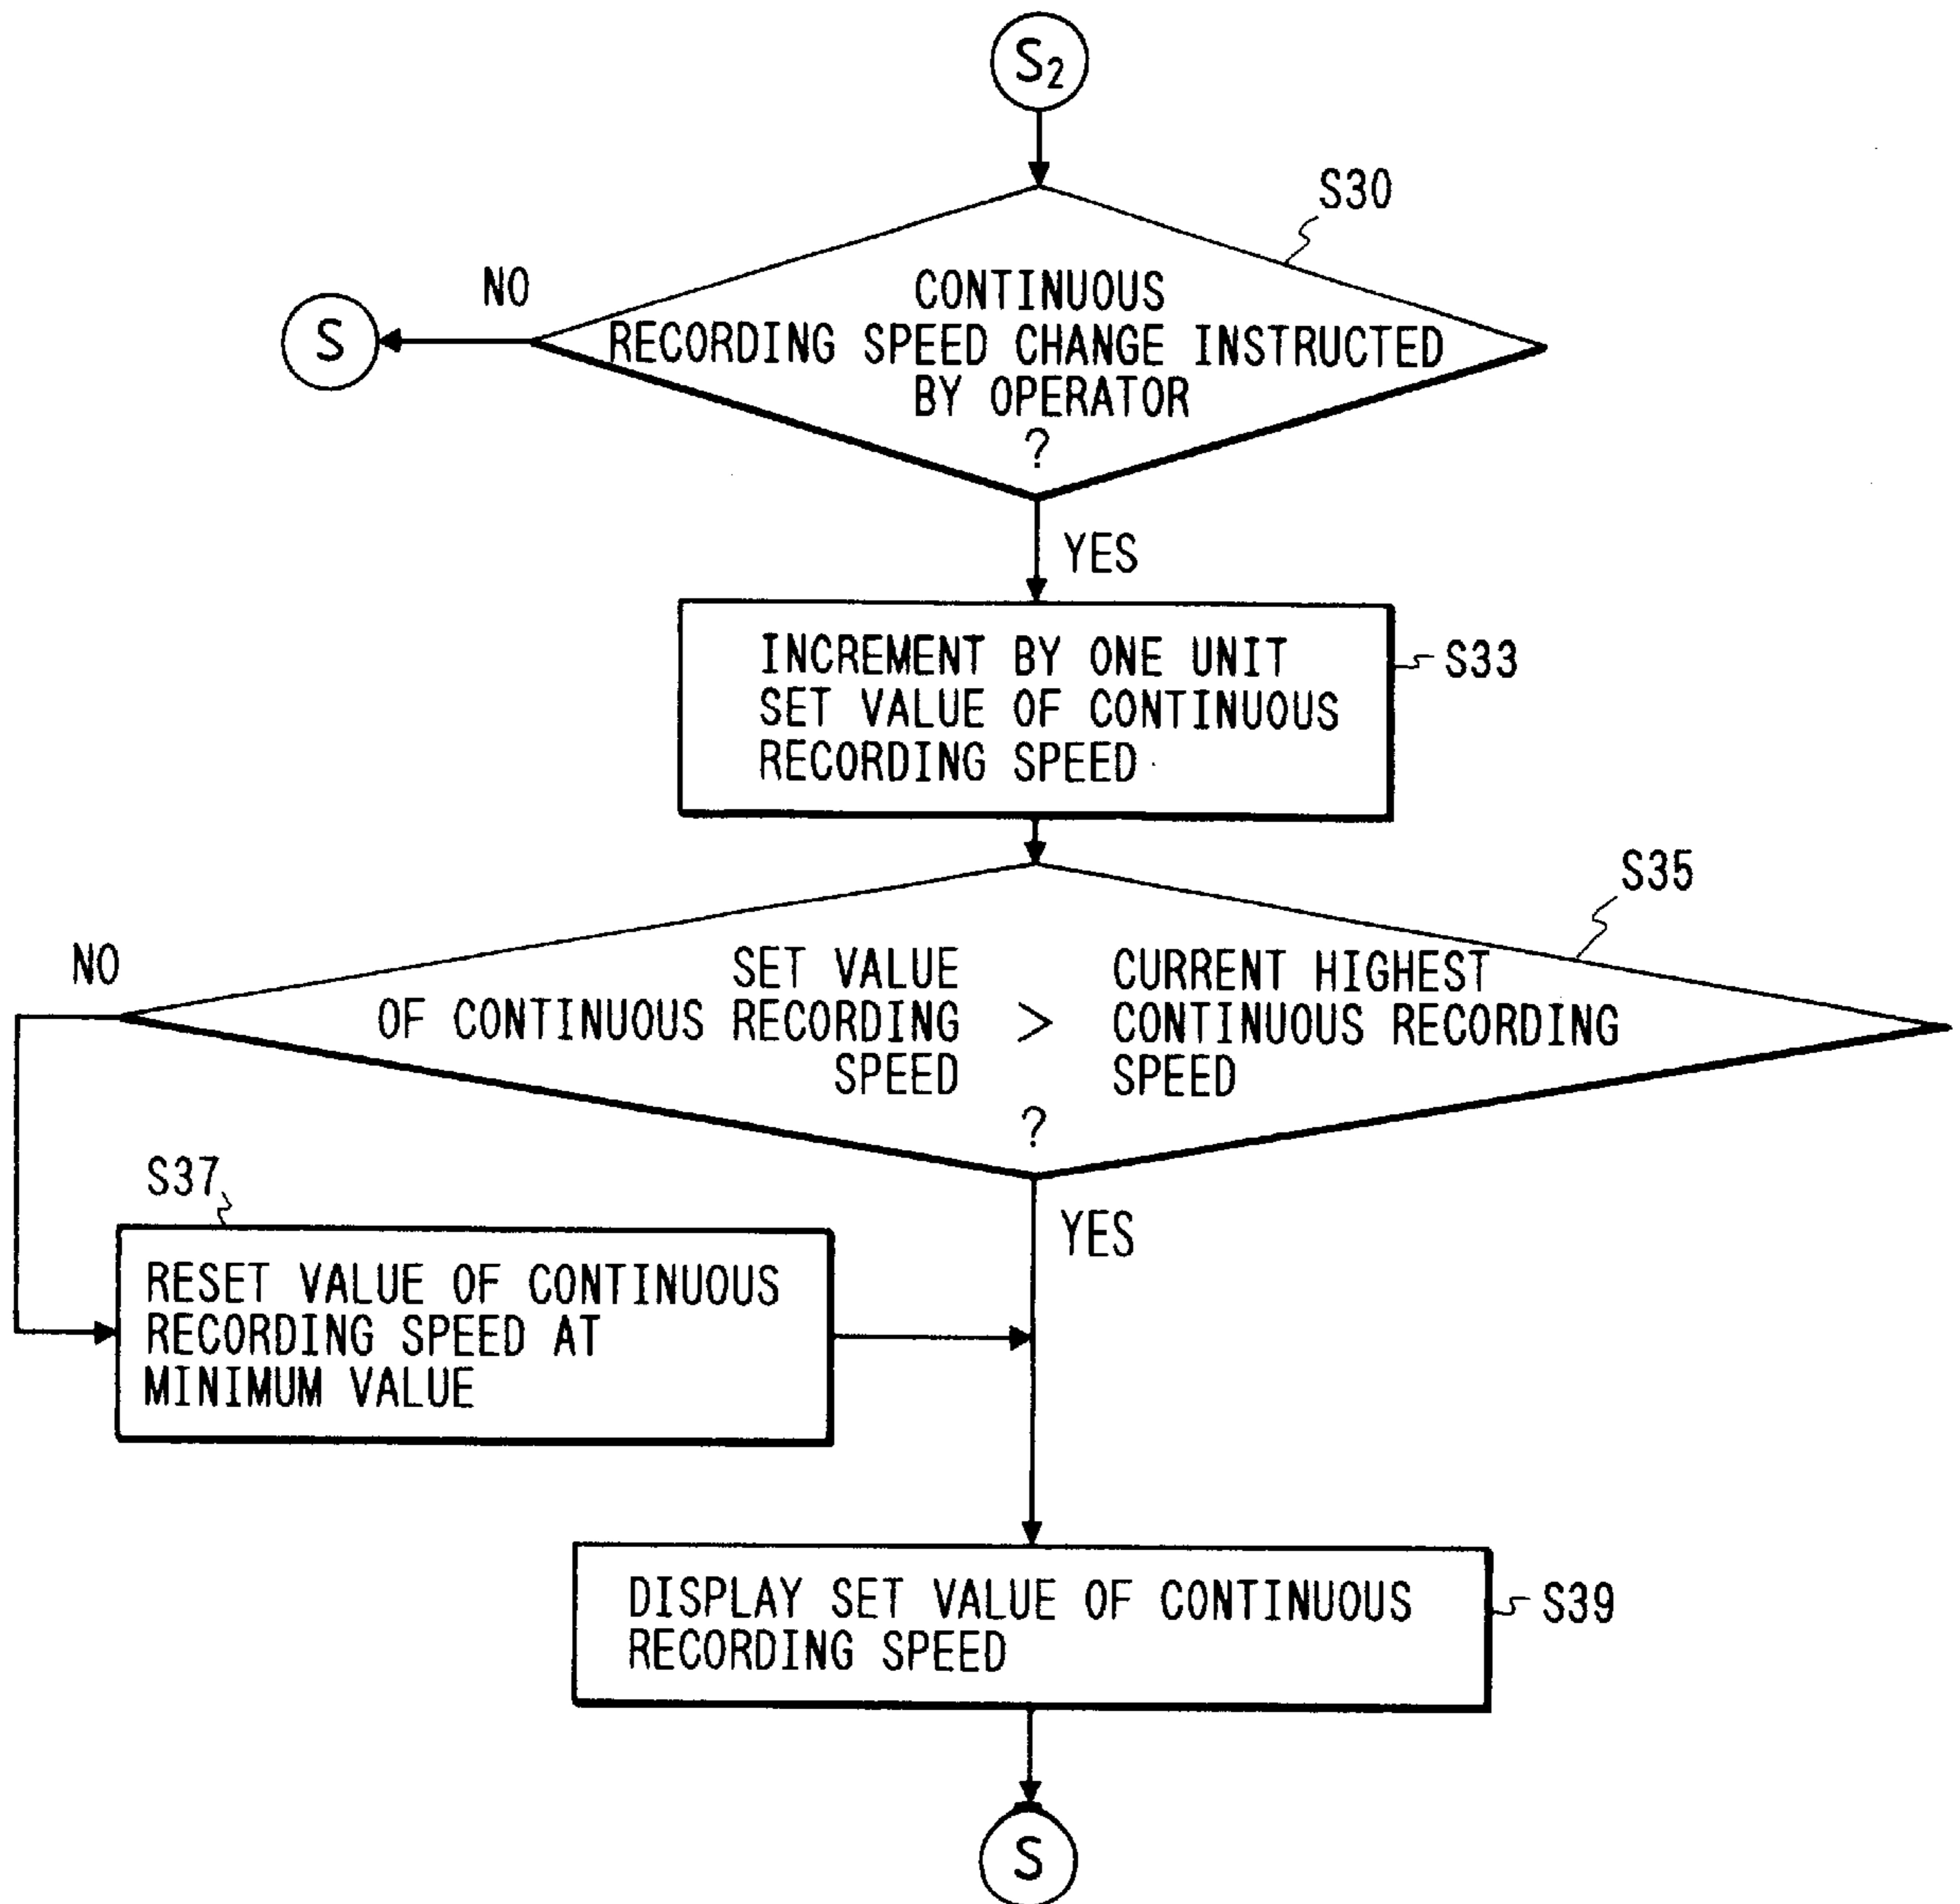 S₂
S30
NO
S
CONTINUOUS
RECORDING SPEED CHANGE INSTRUCTED
BY OPERATOR
?
YES
INCREMENT BY ONE UNIT
SET VALUE OF CONTINUOUS
RECORDING SPEED
S33
S35
NO
SET VALUE
OF CONTINUOUS RECORDING
SPEED
>
CURRENT HIGHEST
CONTINUOUS RECORDING
SPEED
?
YES
S37
RESET VALUE OF CONTINUOUS
RECORDING SPEED AT
MINIMUM VALUE
DISPLAY SET VALUE OF CONTINUOUS
RECORDING SPEED
S39
S